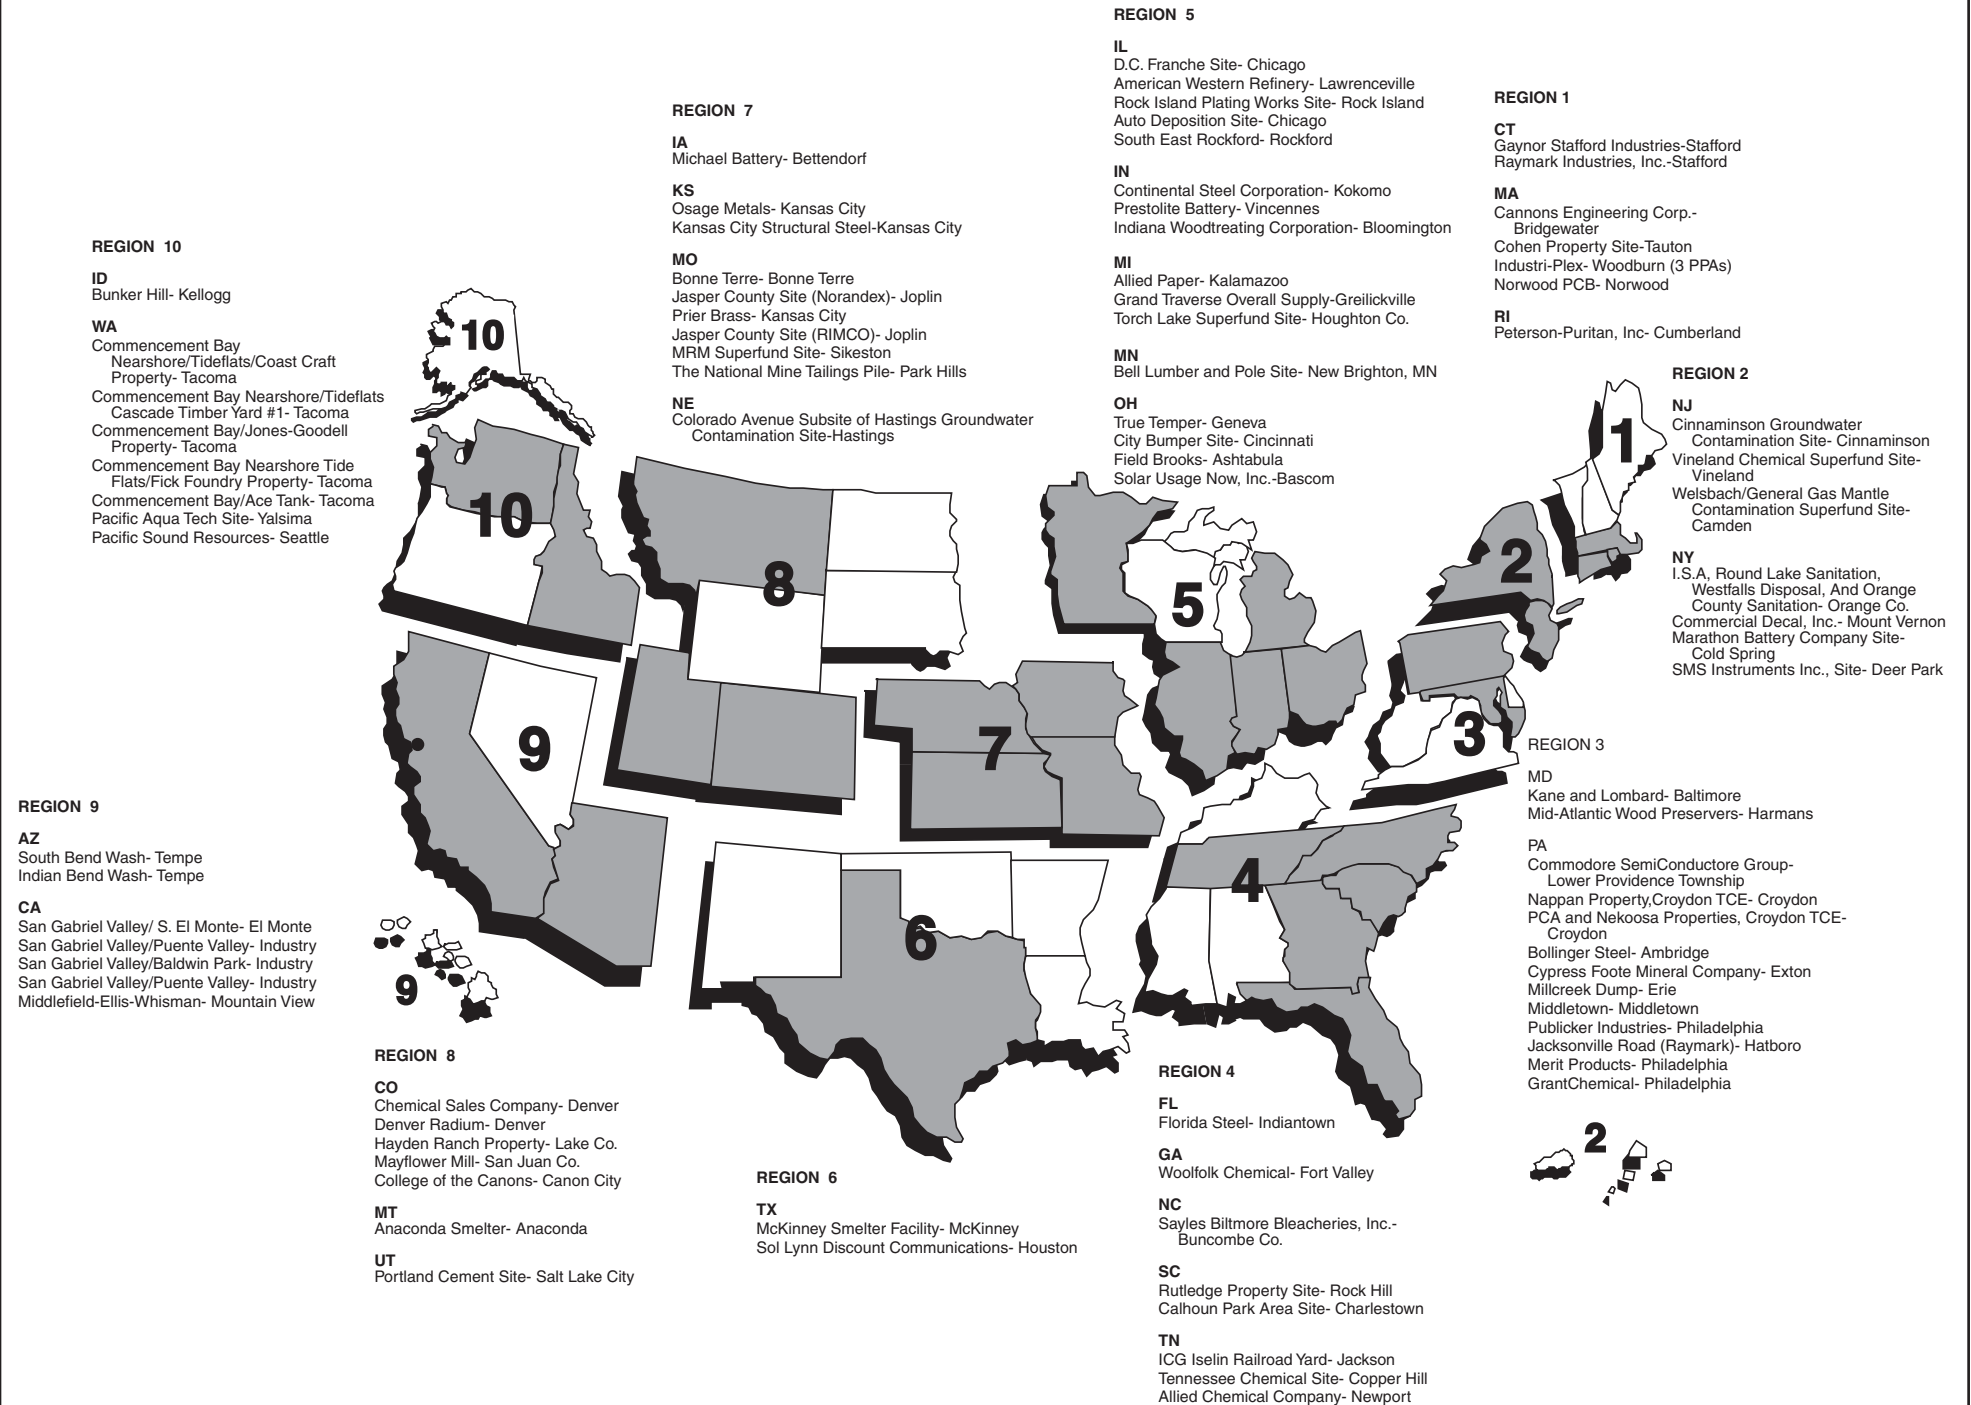 REGION 5
IL
D.C. Franche Site- Chicago
American Western Refinery- Lawrenceville
Rock Island Plating Works Site- Rock Island
Auto Deposition Site- Chicago
South East Rockford- Rockford
IN
Continental Steel Corporation- Kokomo
Prestolite Battery- Vincennes
Indiana Woodtreating Corporation- Bloomington
MI
Allied Paper- Kalamazoo
Grand Traverse Overall Supply-Greilickville
Torch Lake Superfund Site- Houghton Co.
MN
Bell Lumber and Pole Site- New Brighton, MN
OH
True Temper- Geneva
City Bumper Site- Cincinnati
Field Brooks- Ashtabula
Solar Usage Now, Inc.-Bascom
REGION 1
CT
Gaynor Stafford Industries-Stafford
Raymark Industries, Inc.-Stafford
MA
Cannons Engineering Corp.-
Bridgewater
Cohen Property Site-Tauton
Industri-Plex- Woodburn (3 PPAs)
Norwood PCB- Norwood
RI
Peterson-Puritan, Inc- Cumberland
REGION 7
IA
Michael Battery- Bettendorf
KS
Osage Metals- Kansas City
Kansas City Structural Steel-Kansas City
MO
Bonne Terre- Bonne Terre
Jasper County Site (Norandex)- Joplin
Prier Brass- Kansas City
Jasper County Site (RIMCO)- Joplin
MRM Superfund Site- Sikeston
The National Mine Tailings Pile- Park Hills
NE
Colorado Avenue Subsite of Hastings Groundwater
Contamination Site-Hastings
REGION 10
ID
Bunker Hill- Kellogg
WA
Commencement Bay
Nearshore/Tideflats/Coast Craft
Property- Tacoma
Commencement Bay Nearshore/Tideflats
Cascade Timber Yard #1- Tacoma
Commencement Bay/Jones-Goodell
Property- Tacoma
Commencement Bay Nearshore Tide
Flats/Fick Foundry Property- Tacoma
Commencement Bay/Ace Tank- Tacoma
Pacific Aqua Tech Site- Yalsima
Pacific Sound Resources- Seattle
REGION 2
NJ
Cinnaminson Groundwater
Contamination Site- Cinnaminson
Vineland Chemical Superfund Site-
Vineland
Welsbach/General Gas Mantle
Contamination Superfund Site-
Camden
NY
I.S.A, Round Lake Sanitation,
Westfalls Disposal, And Orange
County Sanitation- Orange Co.
Commercial Decal, Inc.- Mount Vernon
Marathon Battery Company Site-
Cold Spring
SMS Instruments Inc., Site- Deer Park
10
10
8
5
1
2
9
7
3
4
6
9
2
REGION 3
MD
Kane and Lombard- Baltimore
Mid-Atlantic Wood Preservers- Harmans
PA
Commodore SemiConductore Group-
Lower Providence Township
Nappan Property,Croydon TCE- Croydon
PCA and Nekoosa Properties, Croydon TCE-
Croydon
Bollinger Steel- Ambridge
Cypress Foote Mineral Company- Exton
Millcreek Dump- Erie
Middletown- Middletown
Publicker Industries- Philadelphia
Jacksonville Road (Raymark)- Hatboro
Merit Products- Philadelphia
GrantChemical- Philadelphia
REGION 9
AZ
South Bend Wash- Tempe
Indian Bend Wash- Tempe
CA
San Gabriel Valley/ S. El Monte- El Monte
San Gabriel Valley/Puente Valley- Industry
San Gabriel Valley/Baldwin Park- Industry
San Gabriel Valley/Puente Valley- Industry
Middlefield-Ellis-Whisman- Mountain View
REGION 8
CO
Chemical Sales Company- Denver
Denver Radium- Denver
Hayden Ranch Property- Lake Co.
Mayflower Mill- San Juan Co.
College of the Canons- Canon City
MT
Anaconda Smelter- Anaconda
UT
Portland Cement Site- Salt Lake City
REGION 6
TX
McKinney Smelter Facility- McKinney
Sol Lynn Discount Communications- Houston
REGION 4
FL
Florida Steel- Indiantown
GA
Woolfolk Chemical- Fort Valley
NC
Sayles Biltmore Bleacheries, Inc.-
Buncombe Co.
SC
Rutledge Property Site- Rock Hill
Calhoun Park Area Site- Charlestown
TN
ICG Iselin Railroad Yard- Jackson
Tennessee Chemical Site- Copper Hill
Allied Chemical Company- Newport